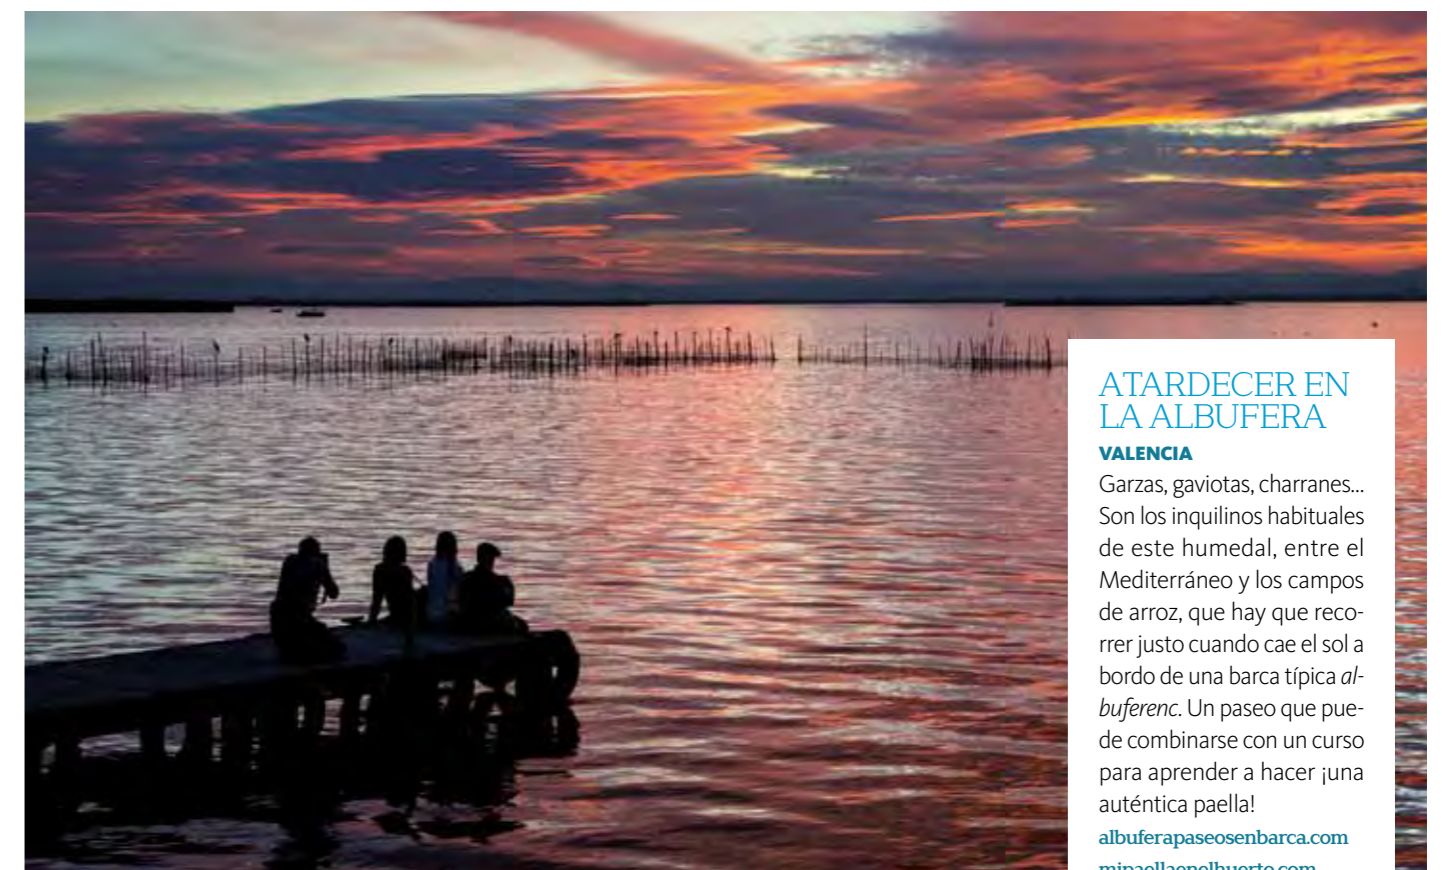 ATARDECER EN
LA ALBUFERA
VALENCIA
Garzas, gaviotas, charranes...
Son los inquilinos habituales
de este humedal, entre el
Mediterráneo y los campos
de arroz, que hay que reco-
rrer justo cuando cae el sol a
bordo de una barca típica al-
buferenc. Un paseo que pue-
de combinarse con un curso
para aprender a hacer ¡una
auténtica paella!
albuferapaseosenbarca.com
mipaellaenelhuerto.com